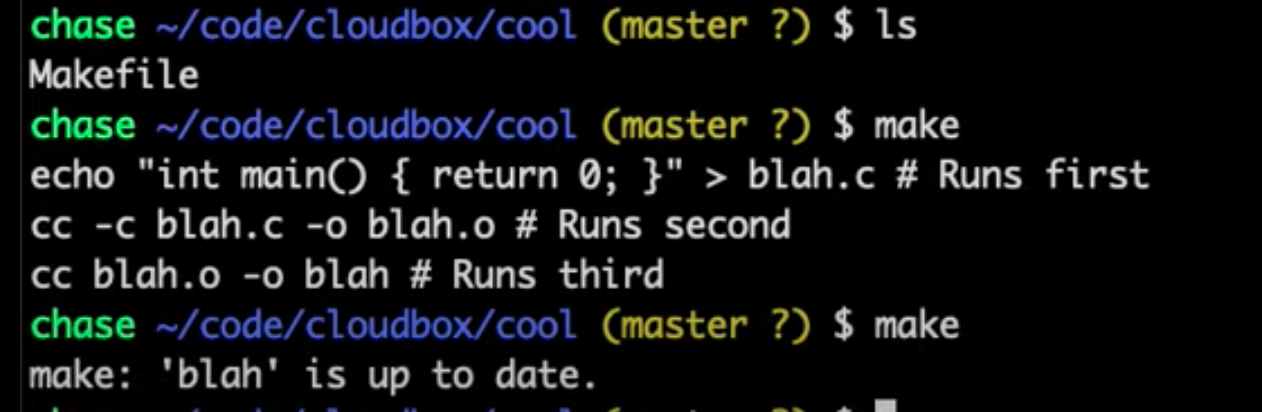 chase ~/code/cloudbox/cool (master ?) $ ls
Makefile
chase ~/code/cloudbox/cool (master ?) $ make
echo "int main() { return 0; }" > blah.c # Runs first
cc -c blah.c -o blah.o # Runs second
cc blah.o -o blah # Runs third
chase ~/code/cloudbox/cool (master ?) $ make
make: 'blah' is up to date.